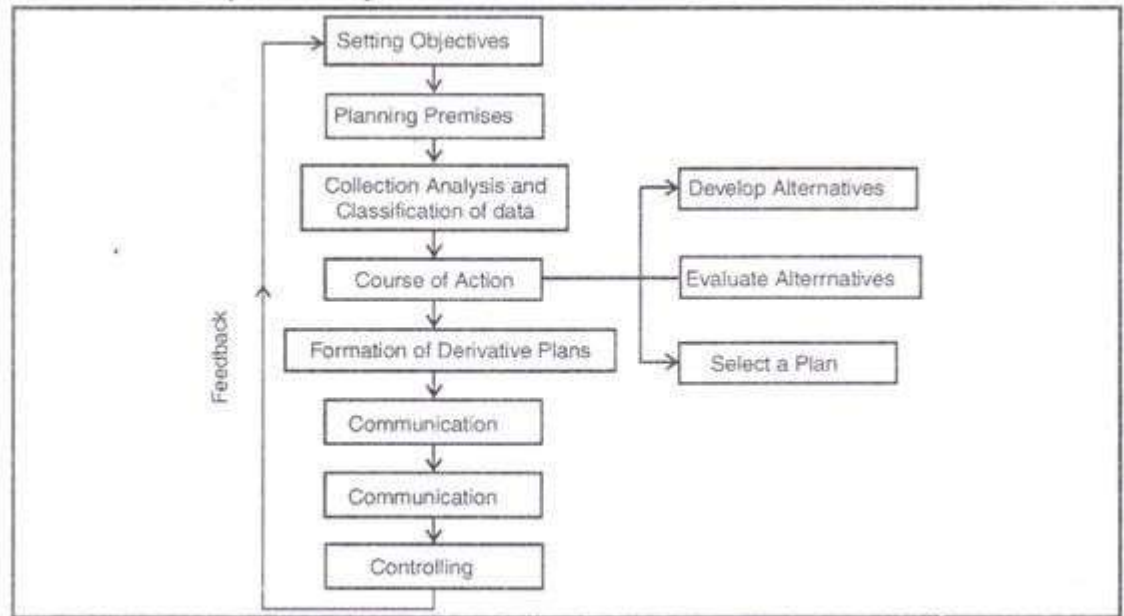 Setting Objectives
Planning Premises
Collection Analysis and
Classification of data
Develop Alternatives
Course of Action
Evaluate Alterrnatives
Formation of Derivative Plans
Select a Plan
Feedback
Communication
Communication
Controlling